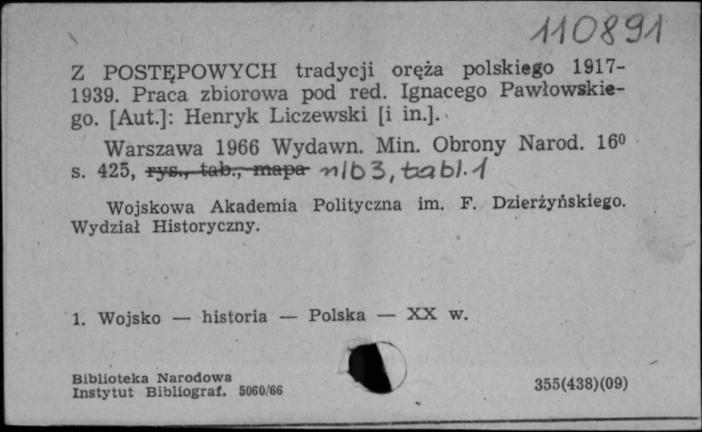 110891
Z POSTĘPOWYCH tradycji oręża polskiego 1917-
1939. Praca zbiorowa pod red. Ignacego Pawłowskie-
go. [Aut.]: Henryk Liczewski [i in.].
Warszawa 1966 Wydawn. Min. Obrony Narod. 16⁰
s. 425, rys., tab., mapa nlb 3, tabl. 1
Wojskowa Akademia Polityczna im. F. Dzierżyńskiego.
Wydział Historyczny.
1. Wojsko — historia — Polska — XX w.
Biblioteka Narodowa
Instytut Bibliograf. 5060/66
355(438)(09)